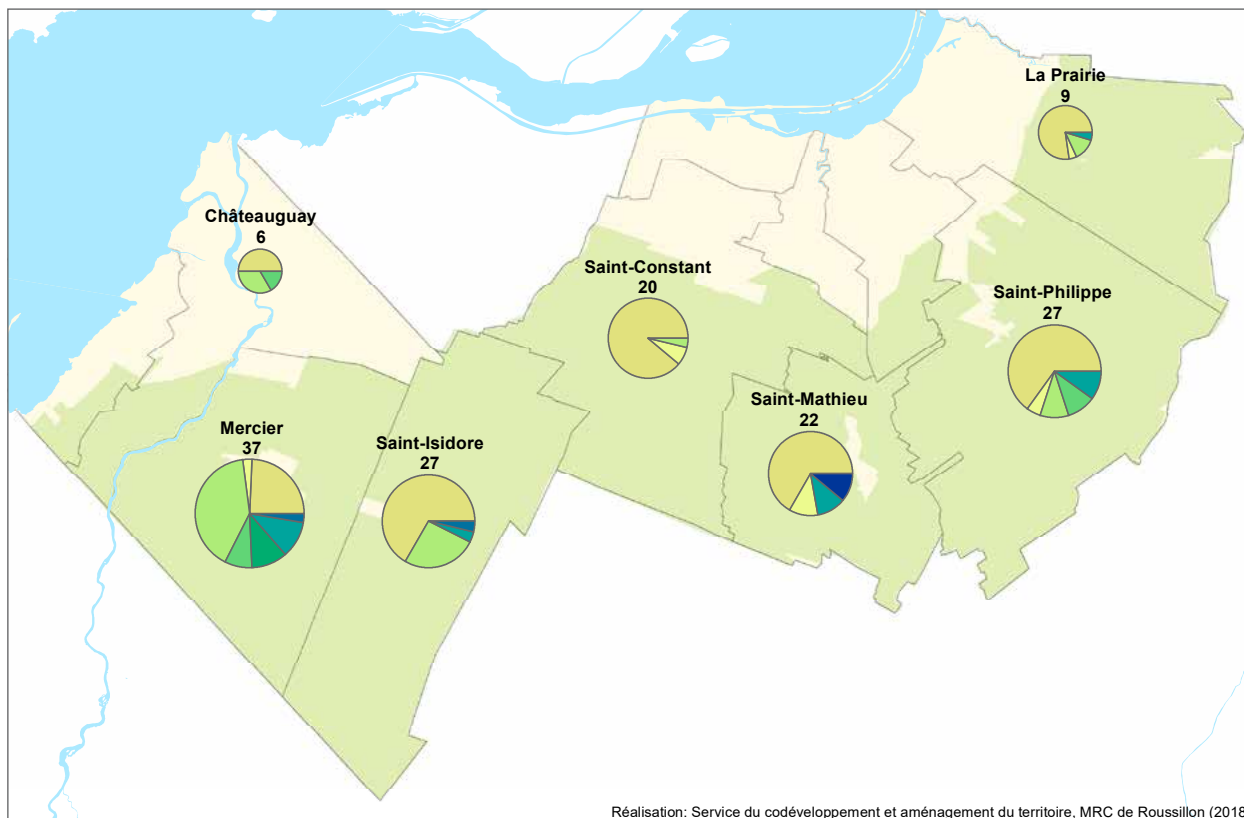 La Prairie
9
Châteauguay
6
Saint-Constant
20
Saint-Philippe
27
Saint-Mathieu
22
Mercier
37
Saint-Isidore
27
Réalisation: Service du codéveloppement et aménagement du territoire, MRC de Roussillon (2018